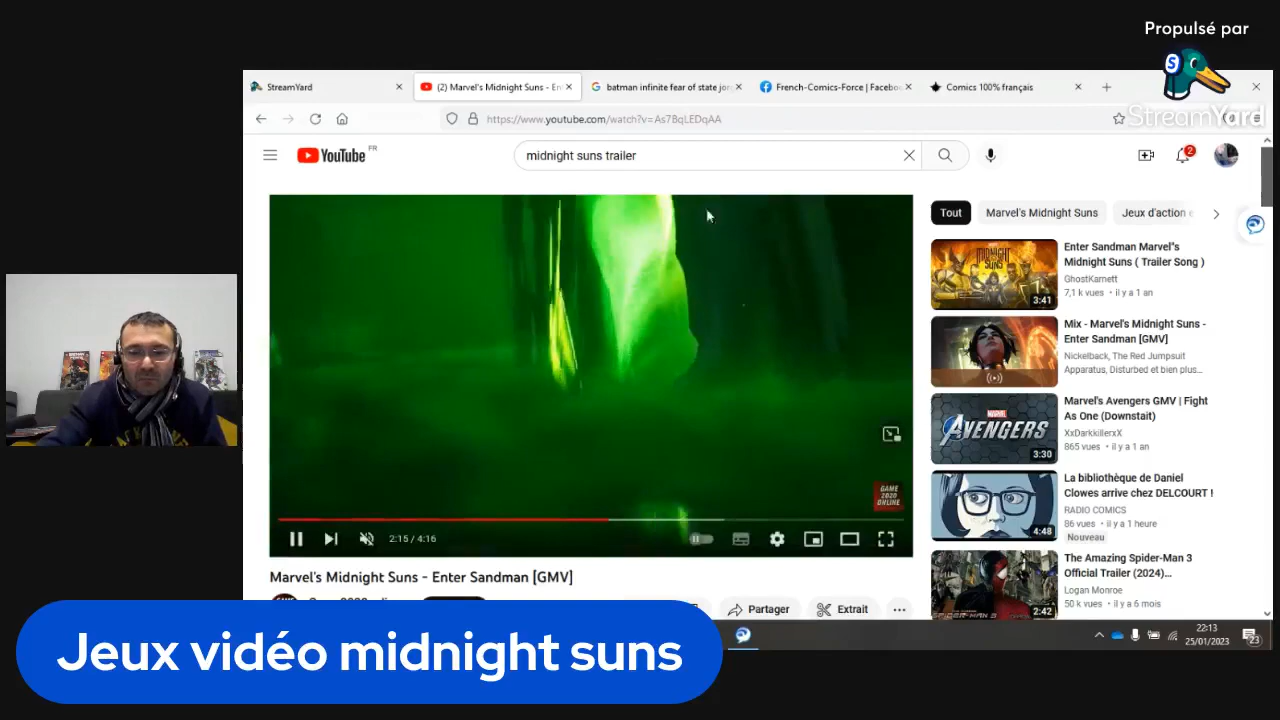 Propulsé par
StreamYard
StreamYard
(2) Marvel's Midnight Suns - En
batman infinite fear of state jo
French-Comics-Force | Facebo
Comics 100% français
https://www.youtube.com/watch?v=As7BqLEDqAA
YouTube FR
midnight suns trailer
2
Tout
Marvel's Midnight Suns
Jeux d'action
Enter Sandman Marvel"s
Midnight Suns ( Trailer Song )
GhostKarnett
7,1 k vues • il y a 1 an
MIDNIGHT
SUNS
3:41
Mix - Marvel's Midnight Suns -
Enter Sandman [GMV]
Nickelback, The Red Jumpsuit
Apparatus, Disturbed et bien plus...
Marvel's Avengers GMV | Fight
As One (Downstait)
XxDarkkillerxX
865 vues • il y a 1 an
MARVEL
AVENGERS
3:30
La bibliothèque de Daniel
Clowes arrive chez DELCOURT !
RADIO COMICS
86 vues • il y a 1 heure
Nouveau
4:48
The Amazing Spider-Man 3
Official Trailer (2024)...
Logan Monroe
50 k vues • il y a 6 mois
2:42
GAME
2020
ONLINE
2:15 / 4:16
Marvel's Midnight Suns - Enter Sandman [GMV]
Partager
Extrait
22:13
25/01/2023
23
Jeux vidéo midnight suns